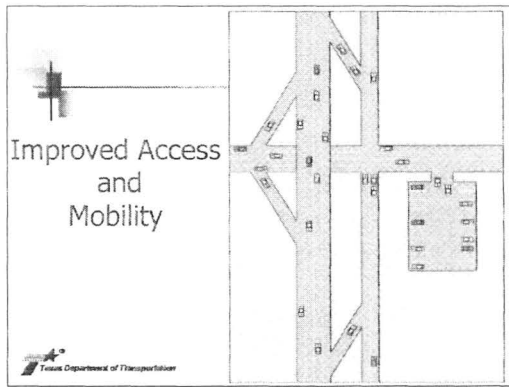 Improved Access
and
Mobility
Texas Department of Transportation